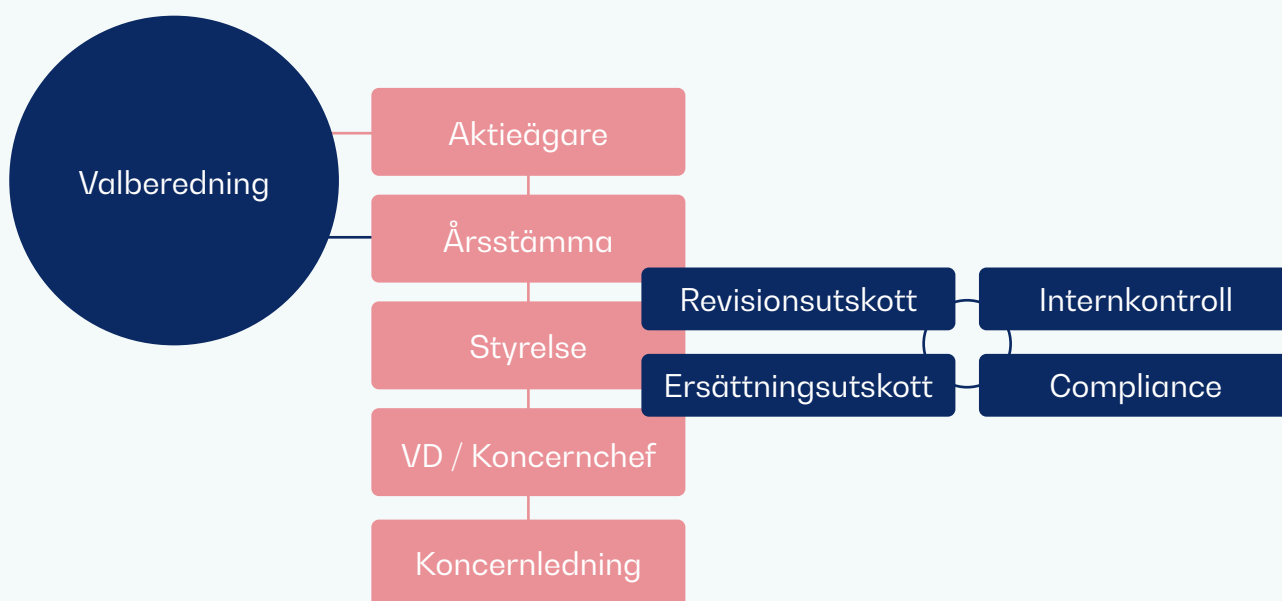 Valberedning
Aktieägare
Årsstämma
Styrelse
VD / Koncernchef
Koncernledning
Revisionsutskott
Internkontroll
Ersättningsutskott
Compliance